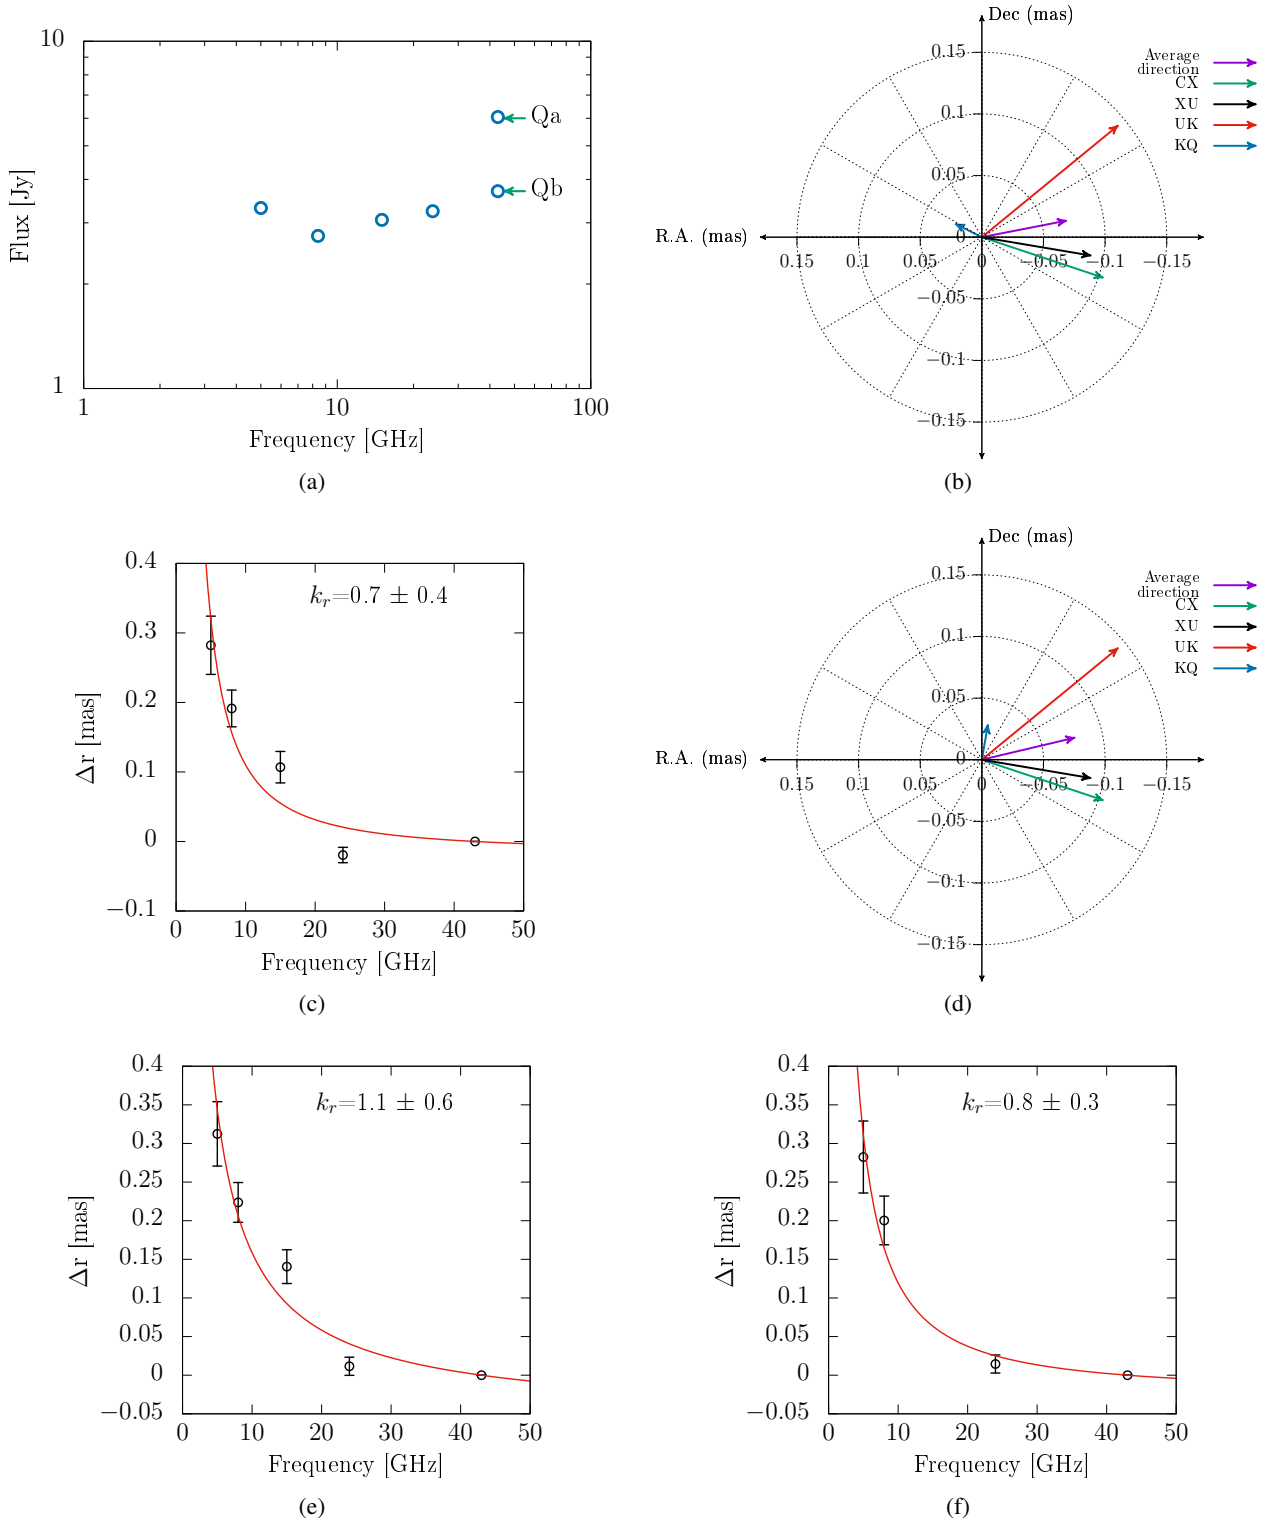 10
Qa
Qb
Flux [Jy]
1
1 10 100
Frequency [GHz]
(a)
Dec (mas)
0.15
0.1
0.05
0
R.A. (mas)
0.15 0.1 0.05 0 −0.05 −0.1 −0.15
−0.05
−0.1
−0.15
Average
direction
CX
XU
UK
KQ
(b)
0.4
k_r=0.7 ± 0.4
0.3
0.2
0.1
0
−0.1
Δr [mas]
0 10 20 30 40 50
Frequency [GHz]
(c)
Dec (mas)
0.15
0.1
0.05
0
R.A. (mas)
0.15 0.1 0.05 0 −0.05 −0.1 −0.15
−0.05
−0.1
−0.15
Average
direction
CX
XU
UK
KQ
(d)
0.4
k_r=1.1 ± 0.6
0.35
0.3
0.25
0.2
0.15
0.1
0.05
0
−0.05
Δr [mas]
0 10 20 30 40 50
Frequency [GHz]
(e)
0.4
k_r=0.8 ± 0.3
0.35
0.3
0.25
0.2
0.15
0.1
0.05
0
−0.05
Δr [mas]
0 10 20 30 40 50
Frequency [GHz]
(f)